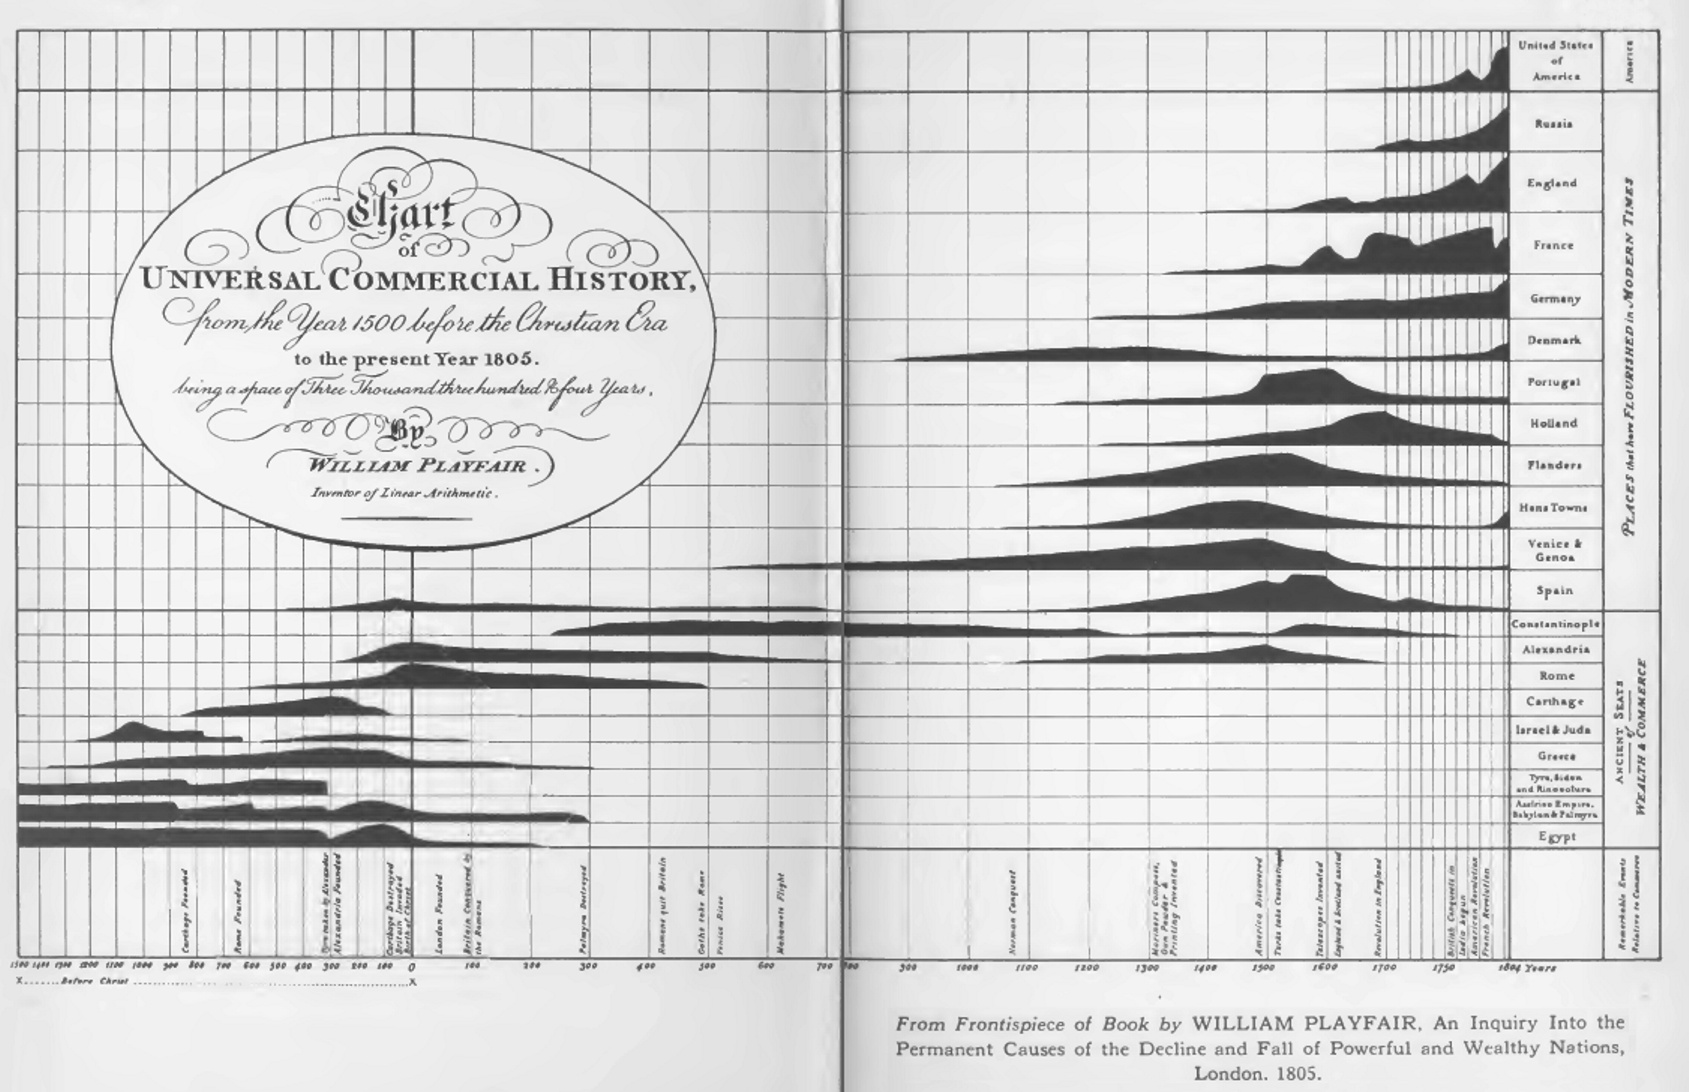 Chart
of
UNIVERSAL COMMERCIAL HISTORY,
from, the Year 1500 before the Christian Era
to the present Year 1805.
being a space of Three Thousand three hundred & four Years.
By
WILLIAM PLAYFAIR.
Inventor of Linear Arithmetic.
United States
of
America
Russia
England
France
Germany
Denmark
Portugal
Holland
Flanders
Hans Towns
Venice &
Genoa
Spain
Constantinople
Alexandria
Rome
Carthage
Israel & Juda
Greece
Tyre, Sidon
and
Empire,
Babylon & Palmyra
Egypt
America
PLACES that have FLOURISHED in MODERN TIMES
ANCIENT SEATS
of
WEALTH & COMMERCE
Remarkable Events
Relative to Commerce
Carthage Founded
Rome Founded
Tyre taken by Alexander
Alexandria Founded
Carthage Destroyed
Britain Invaded
Birth of Christ
London Founded
Britain Conquered by
the Romans
Palmyra Destroyed
Romans quit Britain
Goths take Rome
Venice Rises
Mahomets Flight
Norman Conquest
Mariners Compass,
Gun Powder &
Printing Invented
America Discovered
Turks take Constantinople
Telescopes Invented
England & Scotland united
Revolution in England
British Conquests in
India begun
American Revolution
French Revolution
1500 1400 1300 1200 1100 1000 900 800 700 600 500 400 300 200 100 0 100 200 300 400 500 600 700 800 900 1000 1100 1200 1300 1400 1500 1600 1700 1750 1804 Years
X Before Christ X
From Frontispiece of Book by WILLIAM PLAYFAIR, An Inquiry Into the
Permanent Causes of the Decline and Fall of Powerful and Wealthy Nations,
London. 1805.